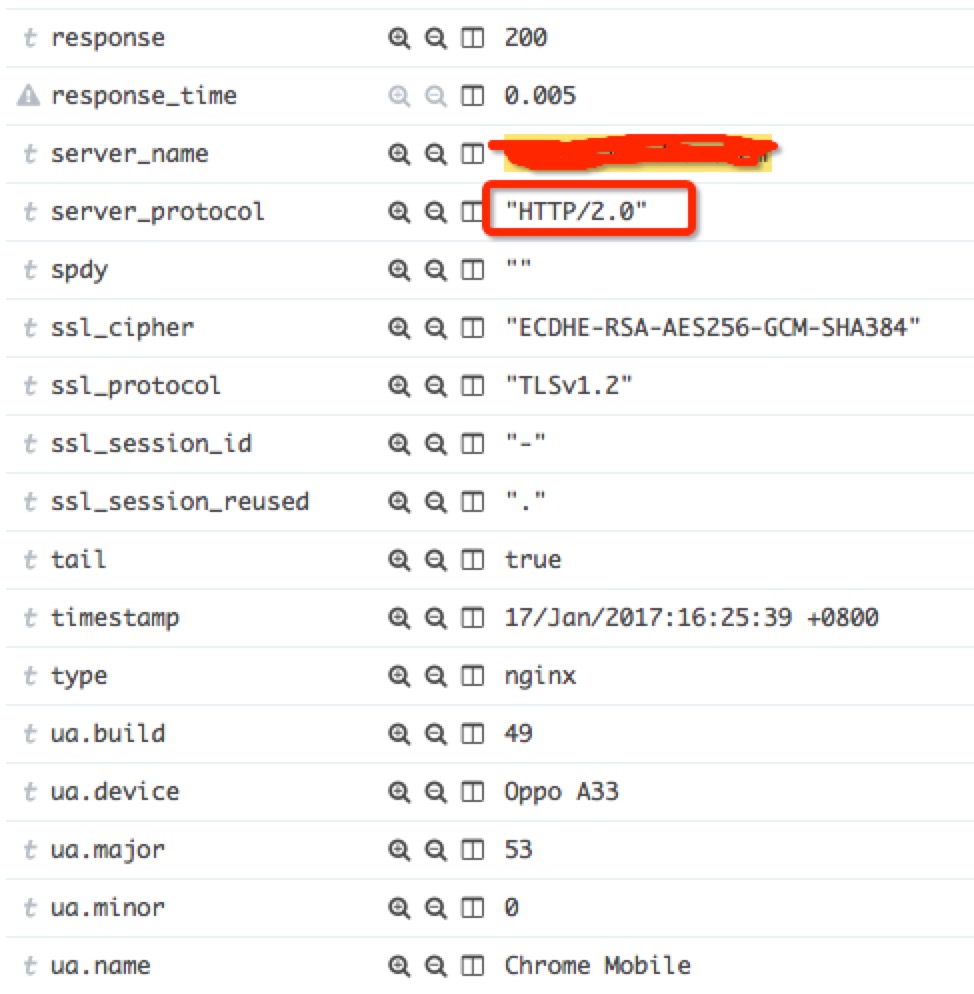 t response 200
response_time 0.005
t server_name
t server_protocol "HTTP/2.0"
t spdy ""
t ssl_cipher "ECDHE-RSA-AES256-GCM-SHA384"
t ssl_protocol "TLSv1.2"
t ssl_session_id "-"
t ssl_session_reused "."
t tail true
t timestamp 17/Jan/2017:16:25:39 +0800
t type nginx
t ua.build 49
t ua.device Oppo A33
t ua.major 53
t ua.minor 0
t ua.name Chrome Mobile